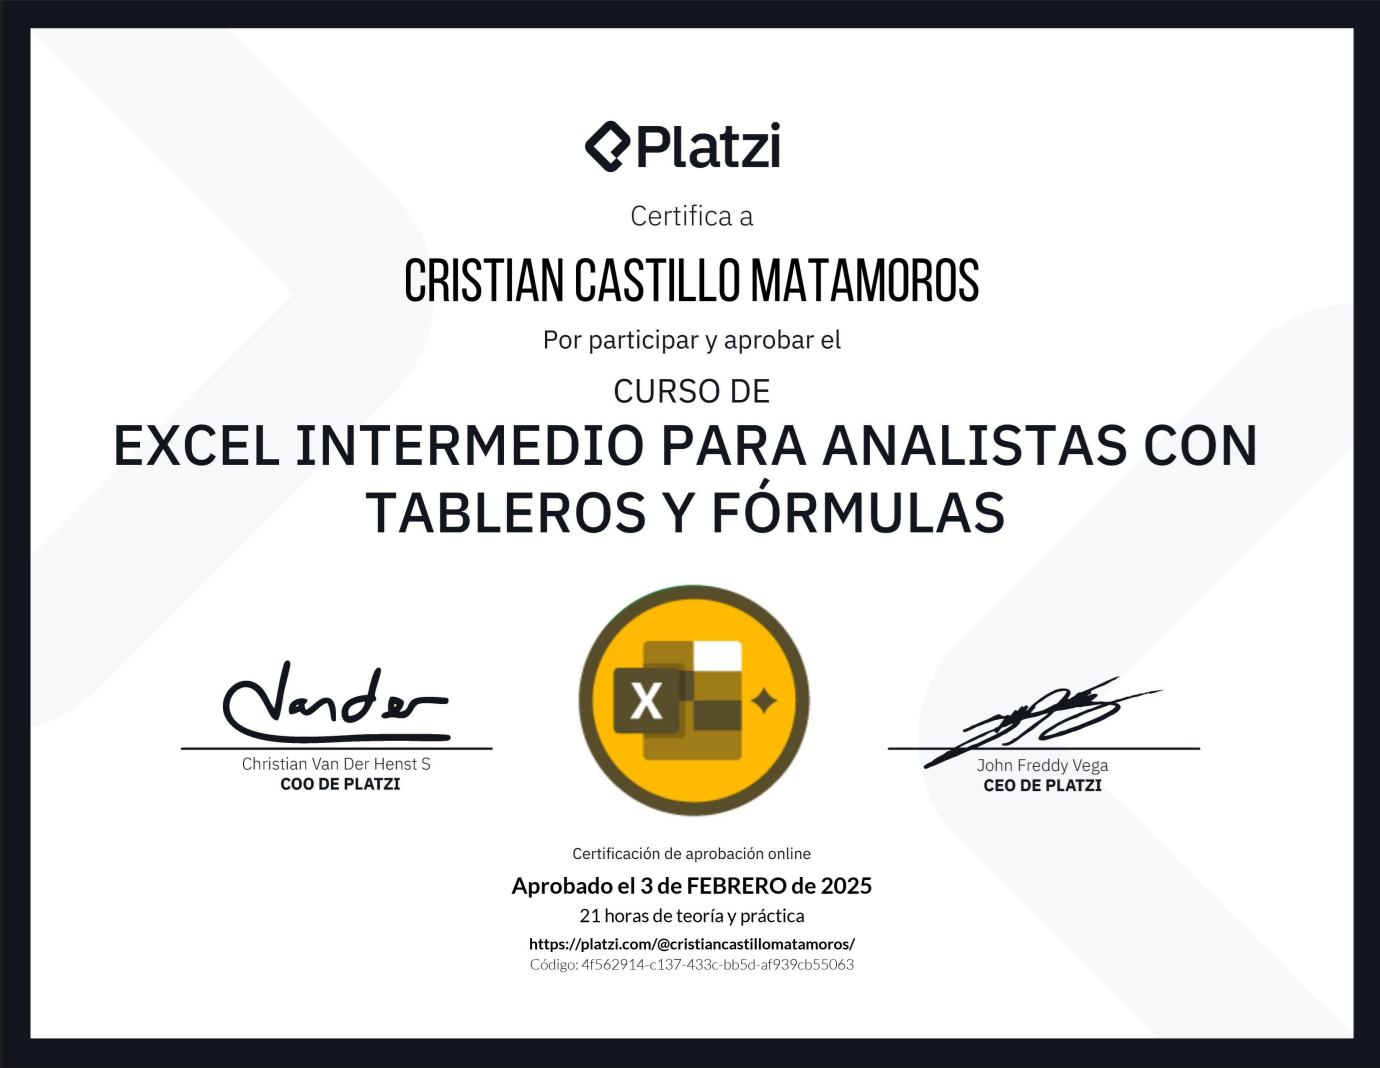 Platzi
Certifica a
CRISTIAN CASTILLO MATAMOROS
Por participar y aprobar el
CURSO DE
EXCEL INTERMEDIO PARA ANALISTAS CON
TABLEROS Y FÓRMULAS
X
Vander
Christian Van Der Henst S
COO DE PLATZI
John Freddy Vega
CEO DE PLATZI
Certificación de aprobación online
Aprobado el 3 de FEBRERO de 2025
21 horas de teoría y práctica
https://platzi.com/@cristiancastillomatamoros/
Código: 4f562914-c137-433c-bb5d-af939cb55063